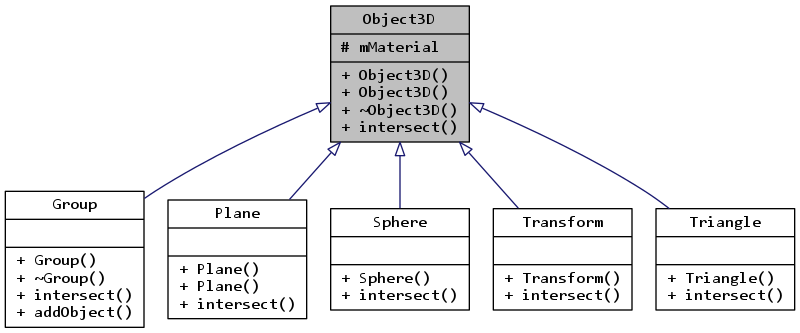 Object3D
# mMaterial
+ Object3D()
+ Object3D()
+ ~Object3D()
+ intersect()
Group
+ Group()
+ ~Group()
+ intersect()
+ addObject()
Plane
+ Plane()
+ Plane()
+ intersect()
Sphere
+ Sphere()
+ intersect()
Transform
+ Transform()
+ intersect()
Triangle
+ Triangle()
+ intersect()